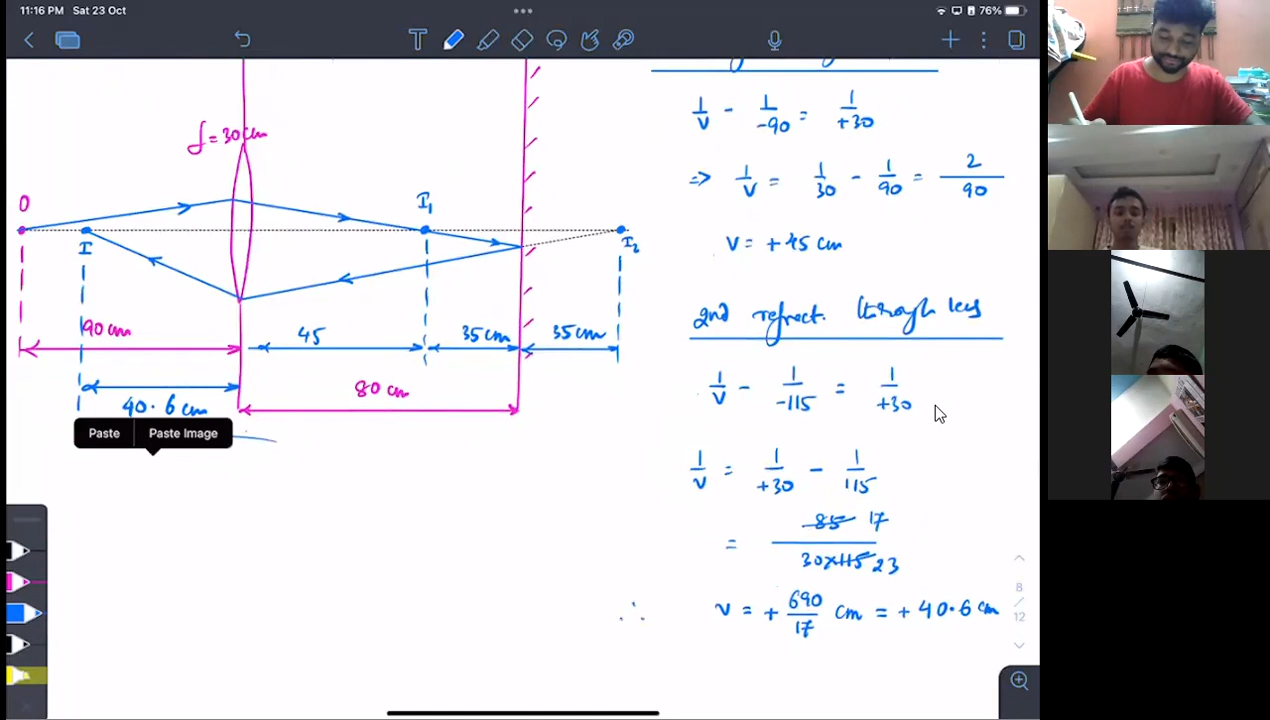 11:16 PM Sat 23 Oct
76%
T
f = 30 cm
O
I
I₁
I₂
90 cm
45
35 cm
35 cm
80 cm
40.6 cm
Paste
Paste Image
1/v - 1/-90 = 1/+30
=> 1/v = 1/30 - 1/90 = 2/90
v = +45 cm
2nd refract. through lens
1/v - 1/-115 = 1/+30
1/v = 1/+30 - 1/115
= 85 17 / 30×115 23
∴ v = + 690/17 cm = + 40.6 cm
8
/
12